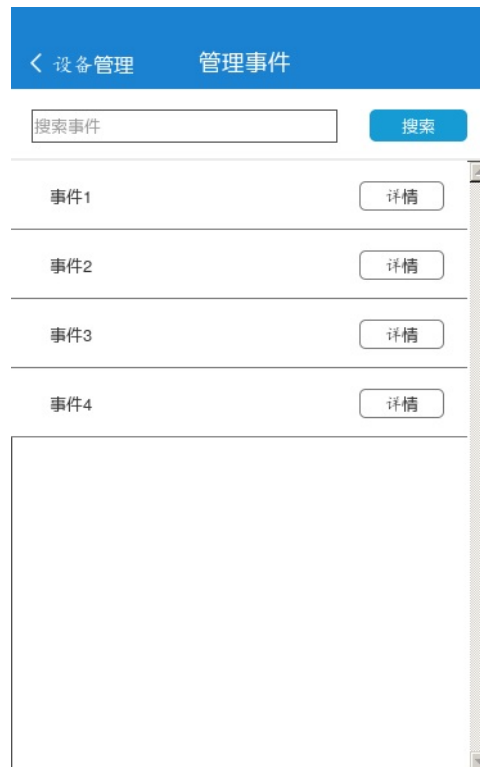 设备管理 管理事件
搜索事件 搜索
事件1 详情
事件2 详情
事件3 详情
事件4 详情